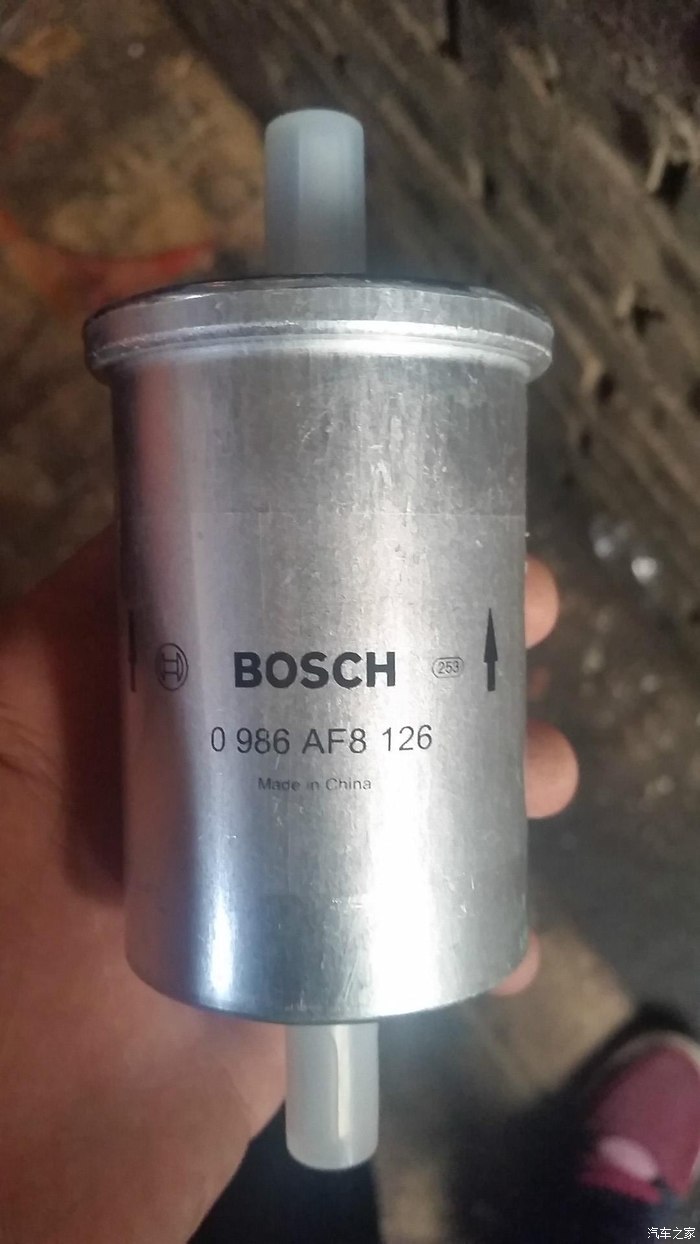 BOSCH 253
0 986 AF8 126
Made in China
汽车之家